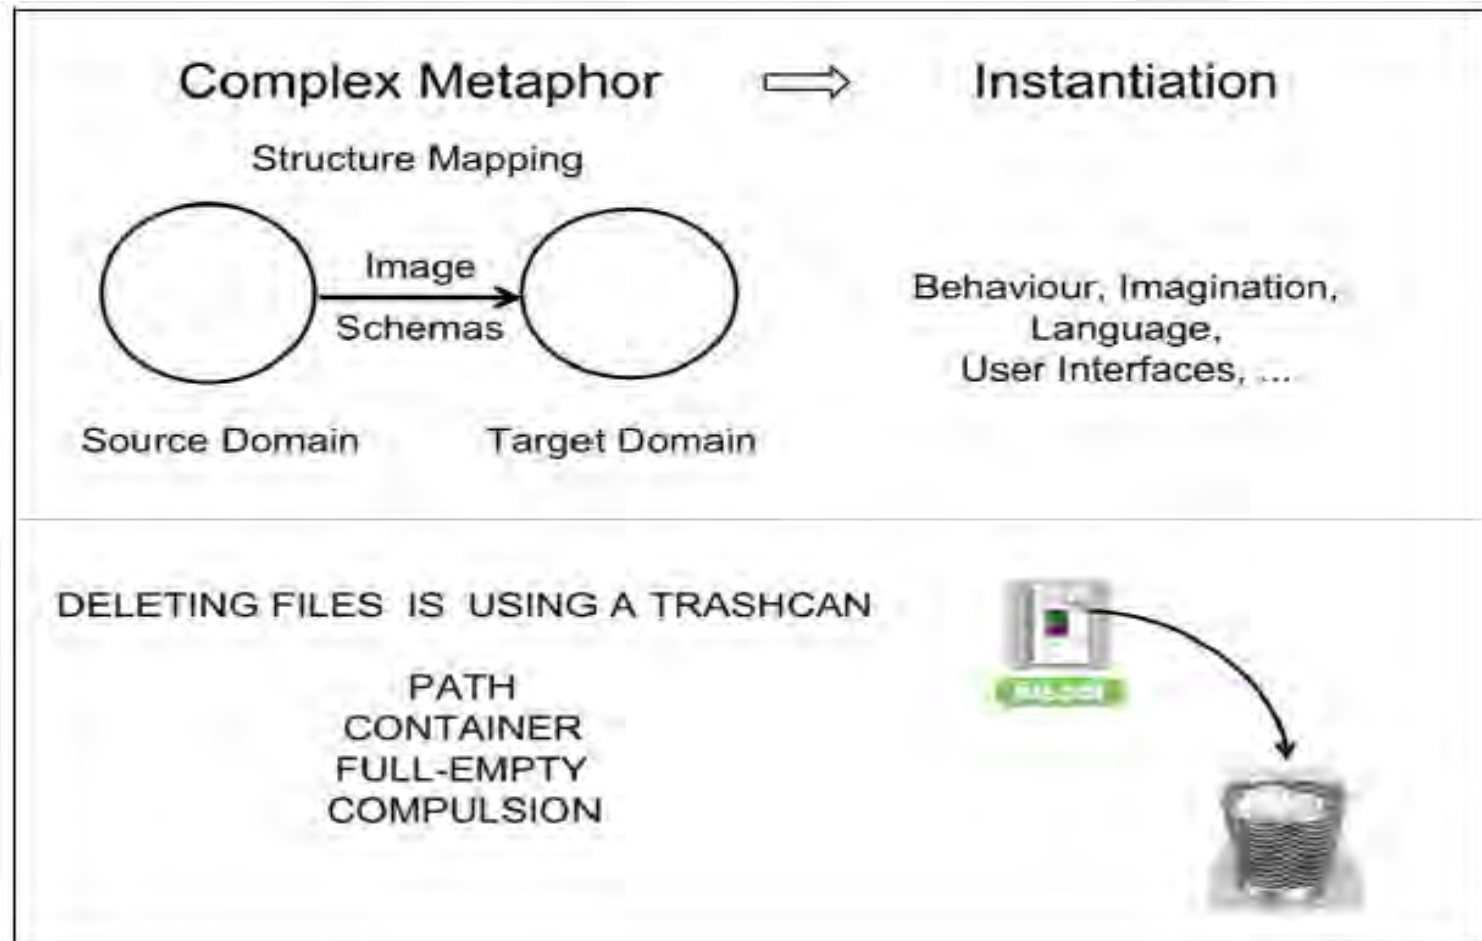 Complex Metaphor
Instantiation
Structure Mapping
Image
Schemas
Behaviour, Imagination,
Language,
User Interfaces, ...
Source Domain
Target Domain
DELETING FILES IS USING A TRASHCAN
PATH
CONTAINER
FULL-EMPTY
COMPULSION